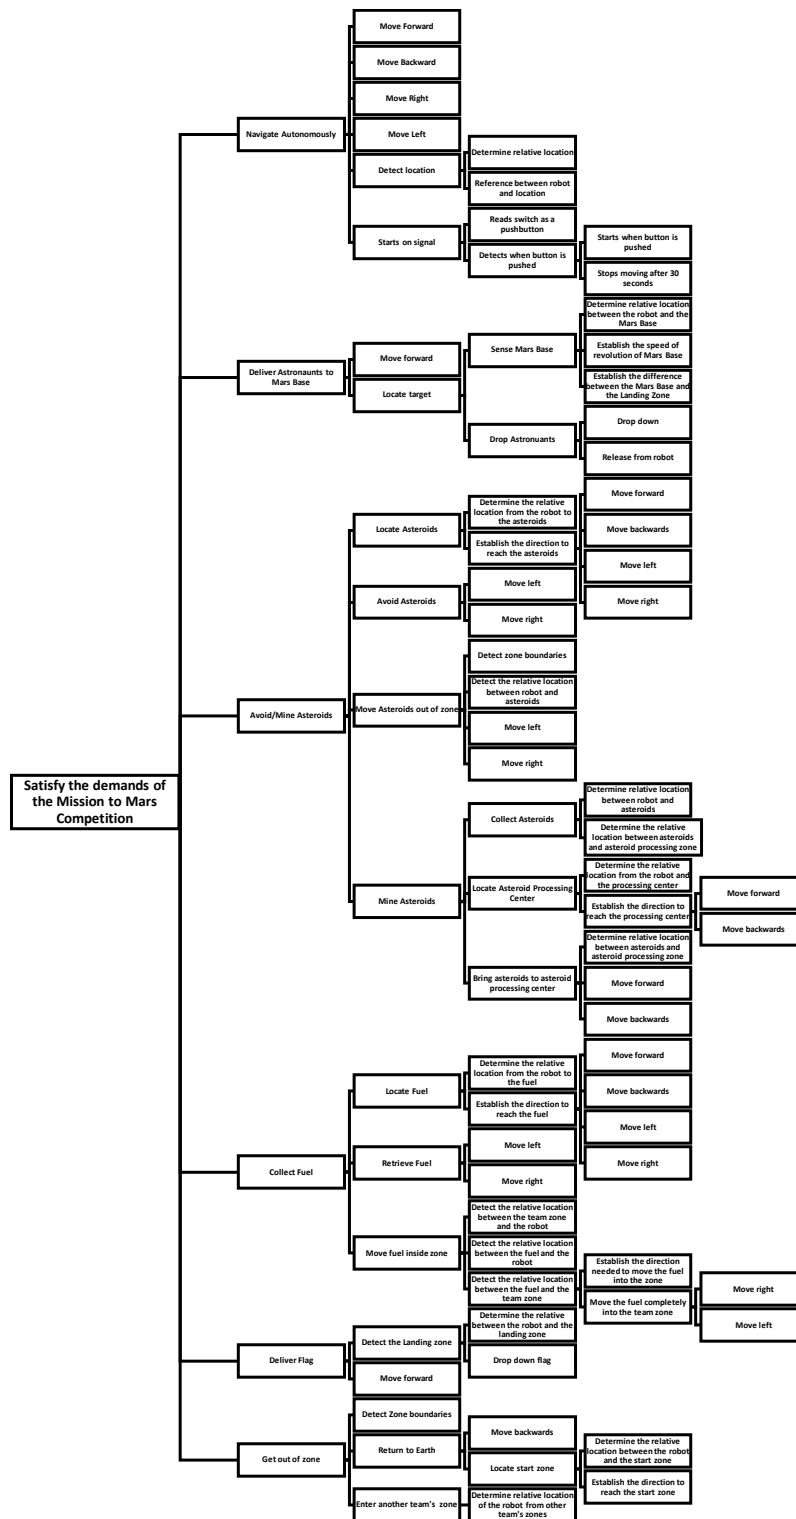 Move Forward
Move Backward
Move Right
Navigate Autonomously
Move Left
Detect location
Determine relative location
Reference between robot
and location
Starts on signal
Reads switch as a
pushbutton
Detects when button is
pushed
Starts when button is
pushed
Stops moving after 30
seconds
Deliver Astronaunts to
Mars Base
Move forward
Locate target
Sense Mars Base
Determine relative location
between the robot and the
Mars Base
Establish the speed of
revolution of Mars Base
Establish the difference
between the Mars Base and
the Landing Zone
Drop Astronuants
Drop down
Release from robot
Satisfy the demands of
the Mission to Mars
Competition
Avoid/Mine Asteroids
Locate Asteroids
Determine the relative
location from the robot to
the asteroids
Establish the direction to
reach the asteroids
Move forward
Move backwards
Move left
Move right
Avoid Asteroids
Move left
Move right
Move Asteroids out of zone
Detect zone boundaries
Detect the relative location
between robot and
asteroids
Move left
Move right
Mine Asteroids
Collect Asteroids
Determine relative location
between robot and
asteroids
Determine the relative
location between asteroids
and asteroid processing zone
Locate Asteroid Processing
Center
Determine the relative
location from the robot and
the processing center
Establish the direction to
reach the processing center
Move forward
Move backwards
Bring asteroids to asteroid
processing center
Determine relative location
between asteroids and
asteroid processing zone
Move forward
Move backwards
Collect Fuel
Locate Fuel
Determine the relative
location from the robot to
the fuel
Establish the direction to
reach the fuel
Move forward
Move backwards
Move left
Move right
Retrieve Fuel
Move left
Move right
Move fuel inside zone
Detect the relative location
between the team zone
and the robot
Detect the relative location
between the fuel and the
robot
Detect the relative location
between the fuel and the
team zone
Establish the direction
needed to move the fuel
into the zone
Move the fuel completely
into the team zone
Move right
Move left
Deliver Flag
Detect the Landing zone
Determine the relative
between the robot and the
landing zone
Drop down flag
Move forward
Get out of zone
Detect Zone boundaries
Return to Earth
Move backwards
Locate start zone
Determine the relative
location between the robot
and the start zone
Establish the direction to
reach the start zone
Enter another team's zone
Determine relative location
of the robot from other
team's zones